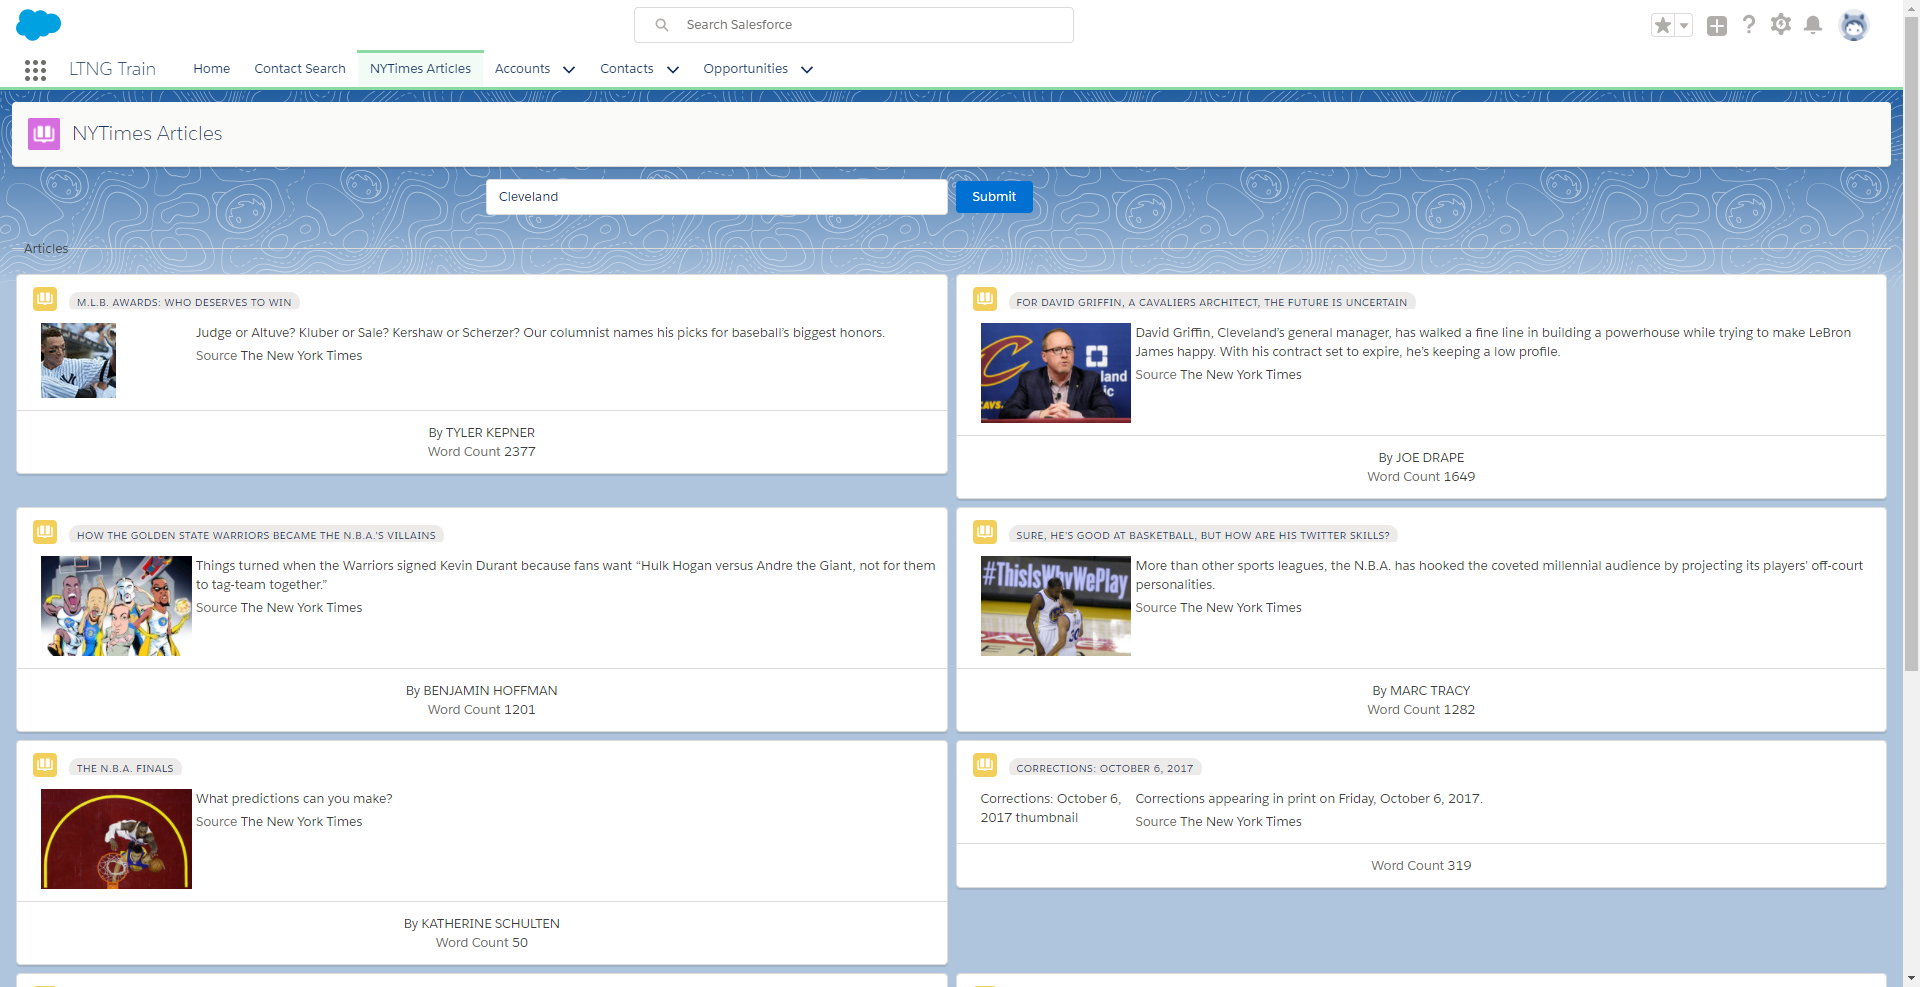 Search Salesforce
LTNG Train
Home
Contact Search
NYTimes Articles
Accounts
Contacts
Opportunities
NYTimes Articles
Cleveland
Submit
Articles
M.L.B. AWARDS: WHO DESERVES TO WIN
Judge or Altuve? Kluber or Sale? Kershaw or Scherzer? Our columnist names his picks for baseball's biggest honors.
Source The New York Times
By TYLER KEPNER
Word Count 2377
FOR DAVID GRIFFIN, A CAVALIERS ARCHITECT, THE FUTURE IS UNCERTAIN
CAVS.
land
ic
David Griffin, Cleveland's general manager, has walked a fine line in building a powerhouse while trying to make LeBron
James happy. With his contract set to expire, he's keeping a low profile.
Source The New York Times
By JOE DRAPE
Word Count 1649
HOW THE GOLDEN STATE WARRIORS BECAME THE N.B.A.'S VILLAINS
Things turned when the Warriors signed Kevin Durant because fans want “Hulk Hogan versus Andre the Giant, not for them
to tag-team together.”
Source The New York Times
By BENJAMIN HOFFMAN
Word Count 1201
SURE, HE'S GOOD AT BASKETBALL, BUT HOW ARE HIS TWITTER SKILLS?
#ThisIsWhyWePlay
More than other sports leagues, the N.B.A. has hooked the coveted millennial audience by projecting its players' off-court
personalities.
Source The New York Times
By MARC TRACY
Word Count 1282
THE N.B.A. FINALS
What predictions can you make?
Source The New York Times
By KATHERINE SCHULTEN
Word Count 50
CORRECTIONS: OCTOBER 6, 2017
Corrections: October 6,
2017 thumbnail
Corrections appearing in print on Friday, October 6, 2017.
Source The New York Times
Word Count 319